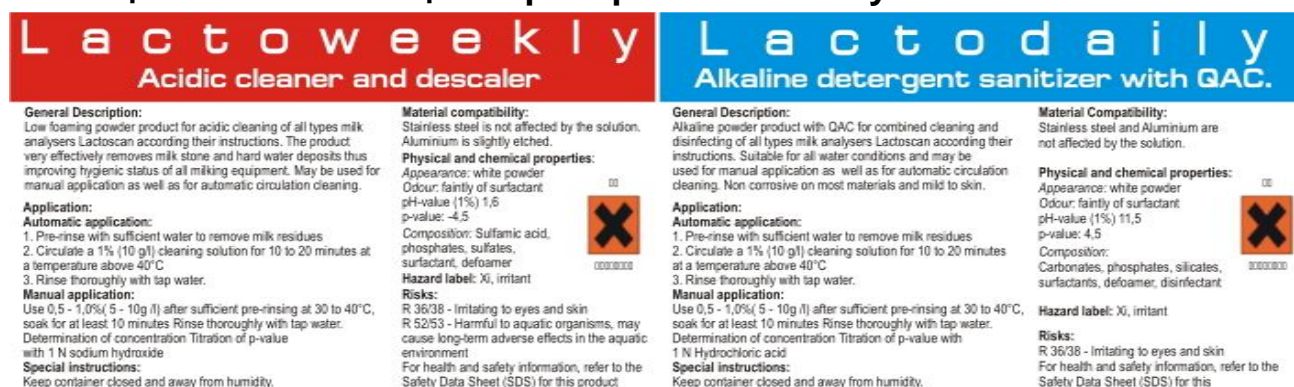 Lactoweekly
Acidic cleaner and descaler
General Description:
Low foaming powder product for acidic cleaning of all types milk
analysers Lactoscan according their instructions. The product
very effectively removes milk stone and hard water deposits thus
improving hygienic status of all milking equipment. May be used for
manual application as well as for automatic circulation cleaning.
Application:
Automatic application:
1. Pre-rinse with sufficient water to remove milk residues
2. Circulate a 1% (10 g/l) cleaning solution for 10 to 20 minutes at
a temperature above 40°C
3. Rinse thoroughly with tap water.
Manual application:
Use 0,5 - 1,0%( 5 - 10g /l) after sufficient pre-rinsing at 30 to 40°C,
soak for at least 10 minutes Rinse thoroughly with tap water.
Determination of concentration Titration of p-value
with 1 N sodium hydroxide
Special instructions:
Keep container closed and away from humidity.
Material compatibility:
Stainless steel is not affected by the solution.
Aluminium is slightly etched.
Physical and chemical properties:
Appearance: white powder
Odour: faintly of surfactant
pH-value (1%) 1,6
p-value: -4,5
Composition: Sulfamic acid,
phosphates, sulfates,
surfactant, defoamer
Hazard label: Xi, irritant
Risks:
R 36/38 - Irritating to eyes and skin
R 52/53 - Harmful to aquatic organisms, may
cause long-term adverse effects in the aquatic
environment
For health and safety information, refer to the
Safety Data Sheet (SDS) for this product
Lactodaily
Alkaline detergent sanitizer with QAC.
General Description:
Alkaline powder product with QAC for combined cleaning and
disinfecting of all types milk analysers Lactoscan according their
instructions. Suitable for all water conditions and may be
used for manual application as well as for automatic circulation
cleaning. Non corrosive on most materials and mild to skin.
Application:
Automatic application:
1. Pre-rinse with sufficient water to remove milk residues
2. Circulate a 1% (10 g/l) cleaning solution for 10 to 20 minutes
at a temperature above 40°C
3. Rinse thoroughly with tap water.
Manual application:
Use 0,5 - 1,0%( 5 - 10g /l) after sufficient pre-rinsing at 30 to 40°C,
soak for at least 10 minutes Rinse thoroughly with tap water.
Determination of concentration Titration of p-value with
1 N Hydrochloric acid
Special instructions:
Keep container closed and away from humidity.
Material Compatibility:
Stainless steel and Aluminium are
not affected by the solution.
Physical and chemical properties:
Appearance: white powder
Odour: faintly of surfactant
pH-value (1%) 11,5
p-value: 4,5
Composition:
Carbonates, phosphates, silicates,
surfactants, defoamer, disinfectant
Hazard label: Xi, irritant
Risks:
R 36/38 - Irritating to eyes and skin
For health and safety information, refer to the
Safety Data Sheet (SDS) for this